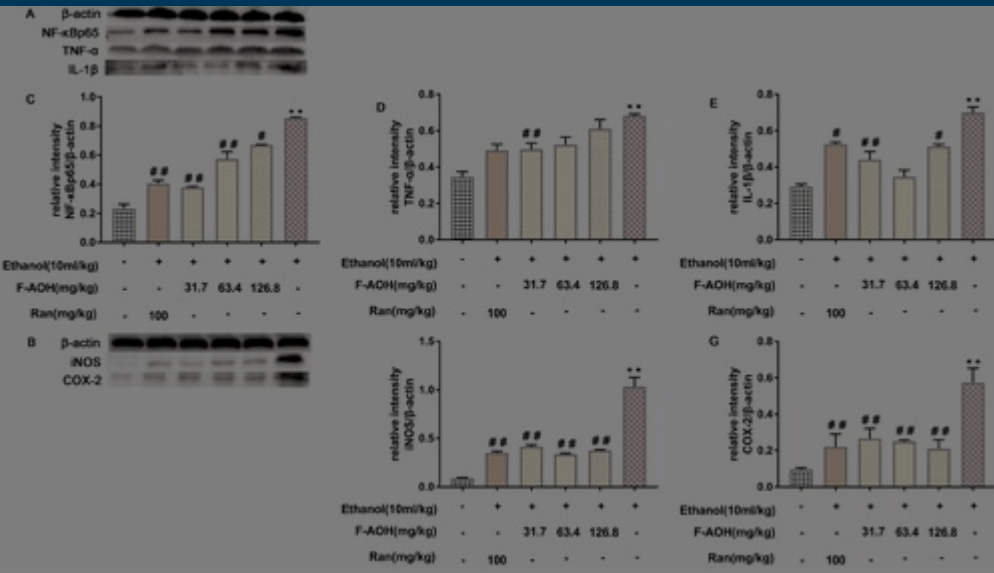 A
β-actin
NF-κBp65
TNF-α
IL-1β
C
relative intensity
NF-κBp65/β-actin
1.0
0.8
0.6
0.4
0.2
0.0
##
##
##
#
**
Ethanol(10ml/kg) - + + + + +
F-AOH(mg/kg) - - 31.7 63.4 126.8 -
Ran(mg/kg) - 100 - - - -
D
relative intensity
TNF-α/β-actin
0.8
0.6
0.4
0.2
0.0
##
**
Ethanol(10ml/kg) - + + + + +
F-AOH(mg/kg) - - 31.7 63.4 126.8 -
Ran(mg/kg) - 100 - - - -
E
relative intensity
IL-1β/β-actin
0.8
0.6
0.4
0.2
0.0
#
##
#
**
Ethanol(10ml/kg) - + + + + +
F-AOH(mg/kg) - - 31.7 63.4 126.8 -
Ran(mg/kg) - 100 - - - -
B
β-actin
iNOS
COX-2
relative intensity
iNOS/β-actin
1.5
1.0
0.5
0.0
##
##
##
##
**
Ethanol(10ml/kg) - + + + + +
F-AOH(mg/kg) - - 31.7 63.4 126.8 -
Ran(mg/kg) - 100 - - - -
G
relative intensity
COX-2/β-actin
0.8
0.6
0.4
0.2
0.0
##
##
##
##
**
Ethanol(10ml/kg) - + + + + +
F-AOH(mg/kg) - - 31.7 63.4 126.8 -
Ran(mg/kg) - 100 - - - -